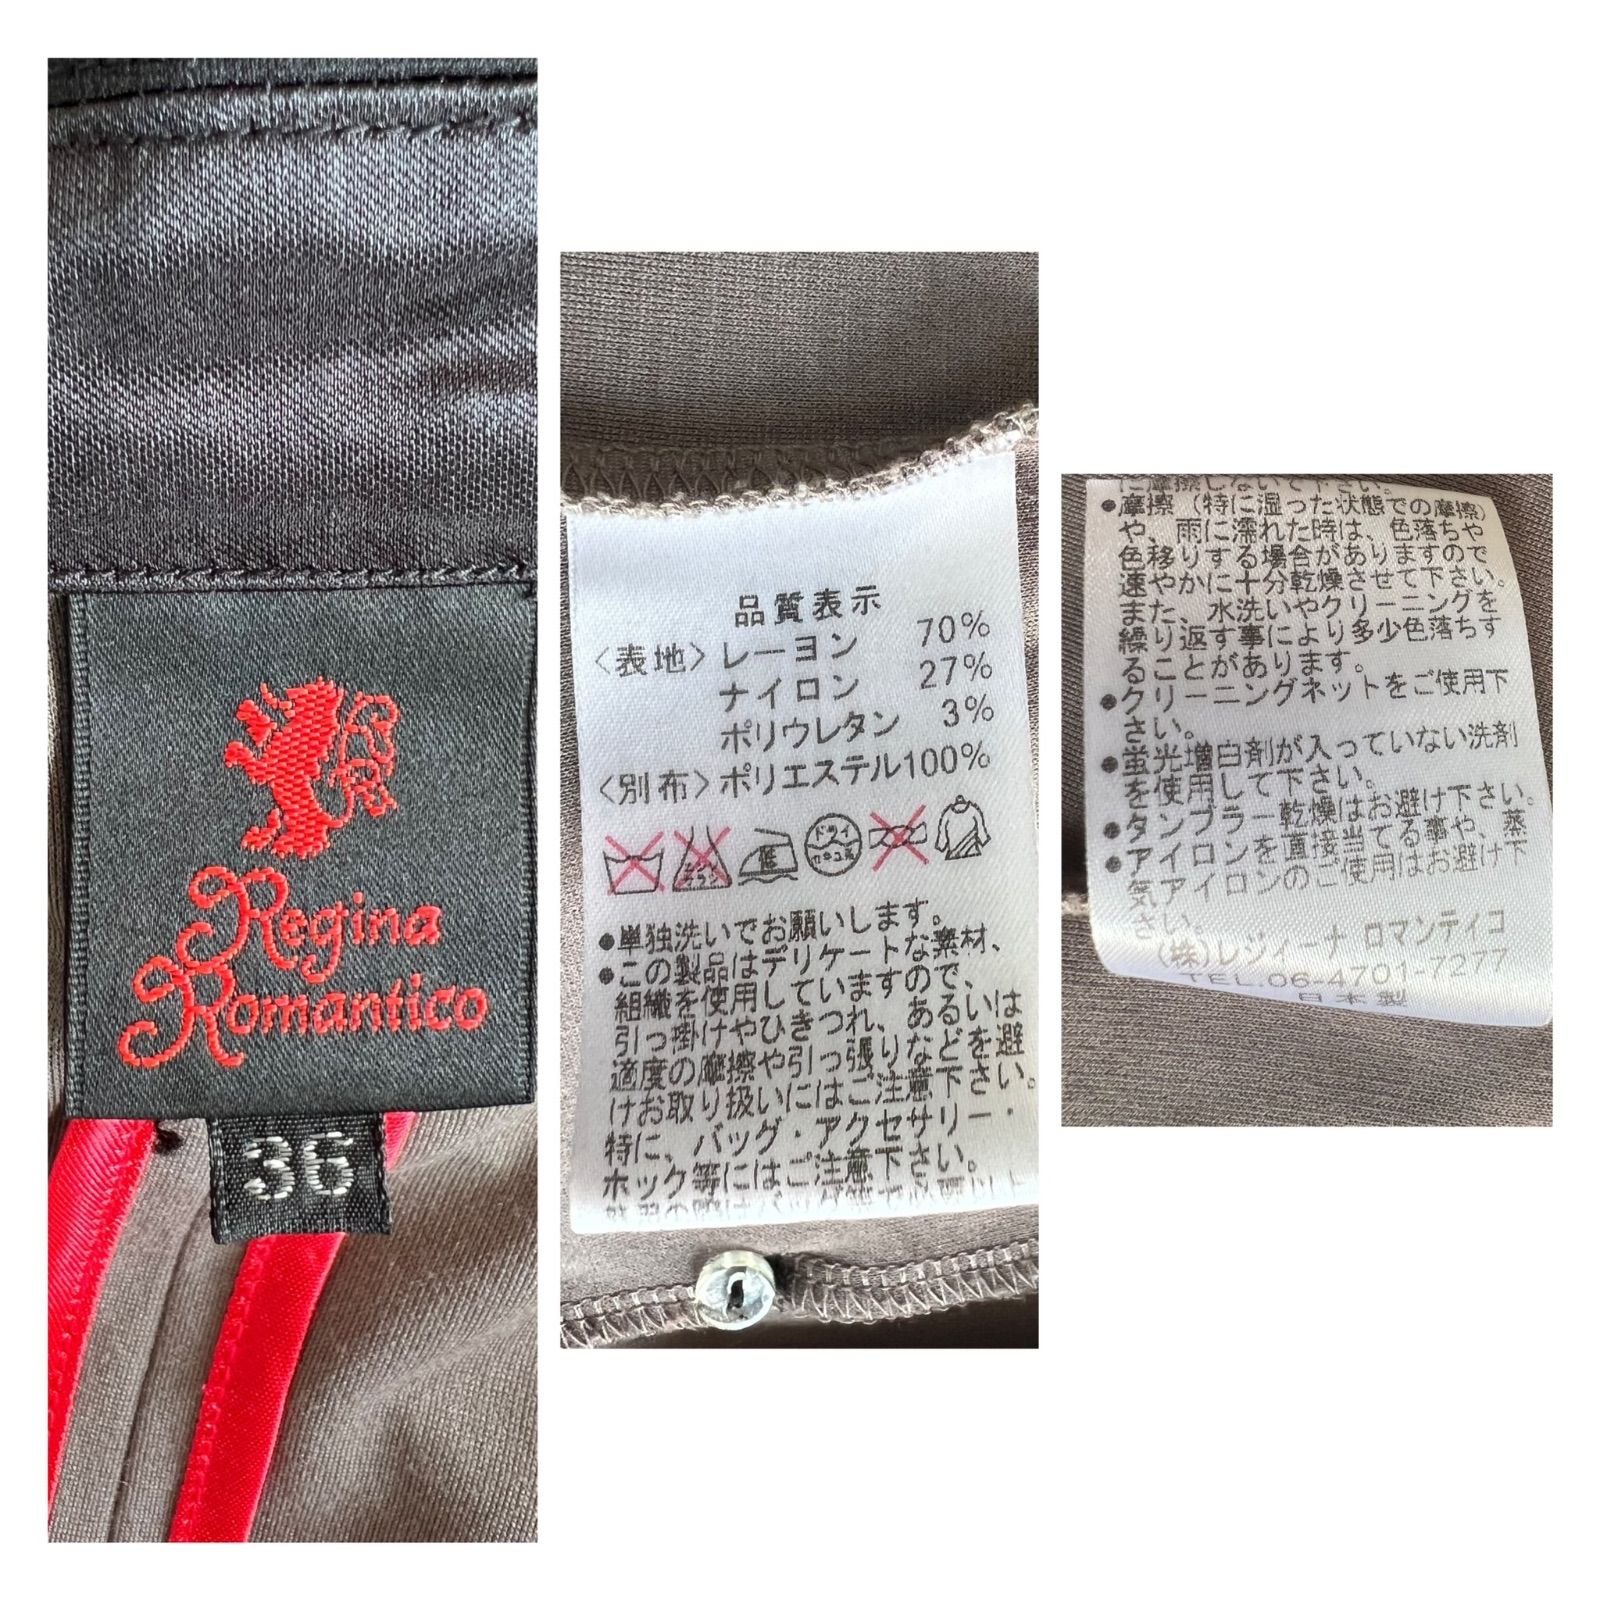 R
R
Regina
Romantico
36
品質表示
〈表地〉レーヨン 70%
ナイロン 27%
ポリウレタン 3%
〈別布〉ポリエステル100%
低
ドライ
セキユ系
●単独洗いでお願いします。
●この製品はデリケートな素材、
組織を使用していますので、
引っ掛けやひきつれ、あるいは
適度の摩擦や引っ張りなどを避
けお取り扱いにはご注意下さい。
特に、バッグ・アクセサリー・
ホック等にはご注意下さい。
に摩擦しないで下さい。
●摩擦（特に湿った状態での摩擦）
や、雨に濡れた時は、色落ちや
色移りする場合がありますので
速やかに十分乾燥させて下さい。
また、水洗いやクリーニングを
繰り返す事により多少色落ちす
ることがあります。
●クリーニングネットをご使用下
さい。
●蛍光増白剤が入っていない洗剤
を使用して下さい。
●タンブラー乾燥はお避け下さい。
●アイロンを直接当てる事や、蒸
気アイロンのご使用はお避け下
さい。
(株)レジィーナ ロマンティコ
TEL.06-4701-7277
日本製